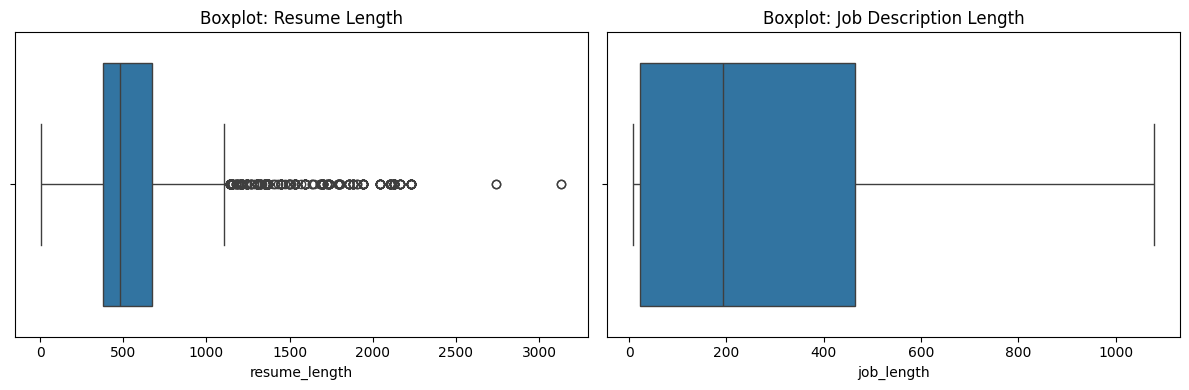 Boxplot: Resume Length
0 500 1000 1500 2000 2500 3000
resume_length
Boxplot: Job Description Length
0 200 400 600 800 1000
job_length